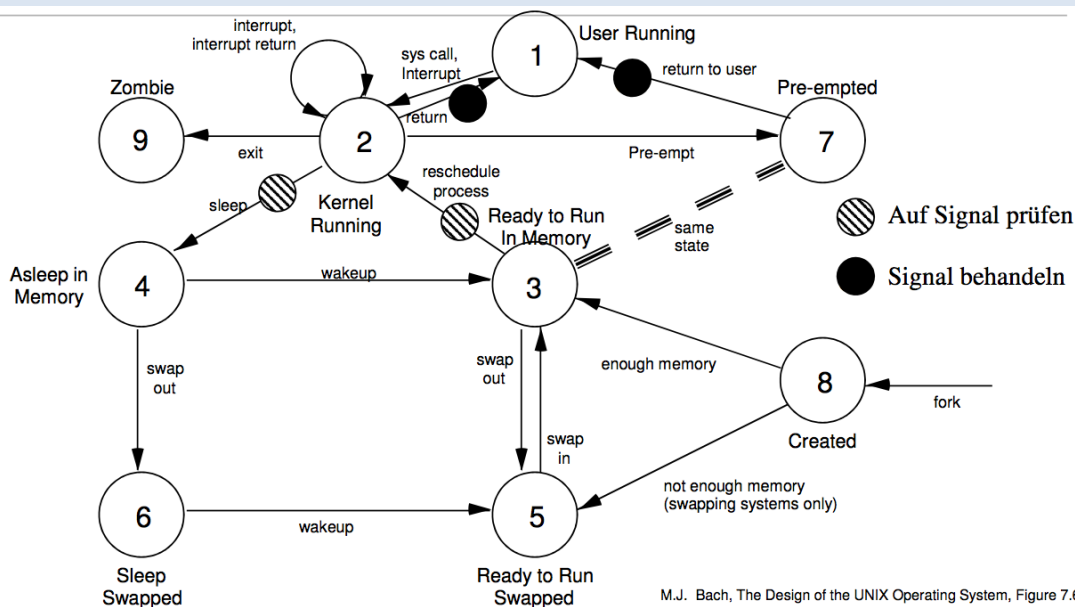 interrupt,
interrupt return
sys call,
Interrupt
1
User Running
return to user
Zombie
9
exit
2
return
Pre-empt
Pre-empted
7
sleep
Kernel
Running
reschedule
process
Ready to Run
In Memory
same
state
Auf Signal prüfen
Signal behandeln
Asleep in
Memory
4
wakeup
3
swap
out
swap
out
enough memory
8
fork
Created
swap
in
not enough memory
(swapping systems only)
6
wakeup
5
Sleep
Swapped
Ready to Run
Swapped
M.J. Bach, The Design of the UNIX Operating System, Figure 7.6